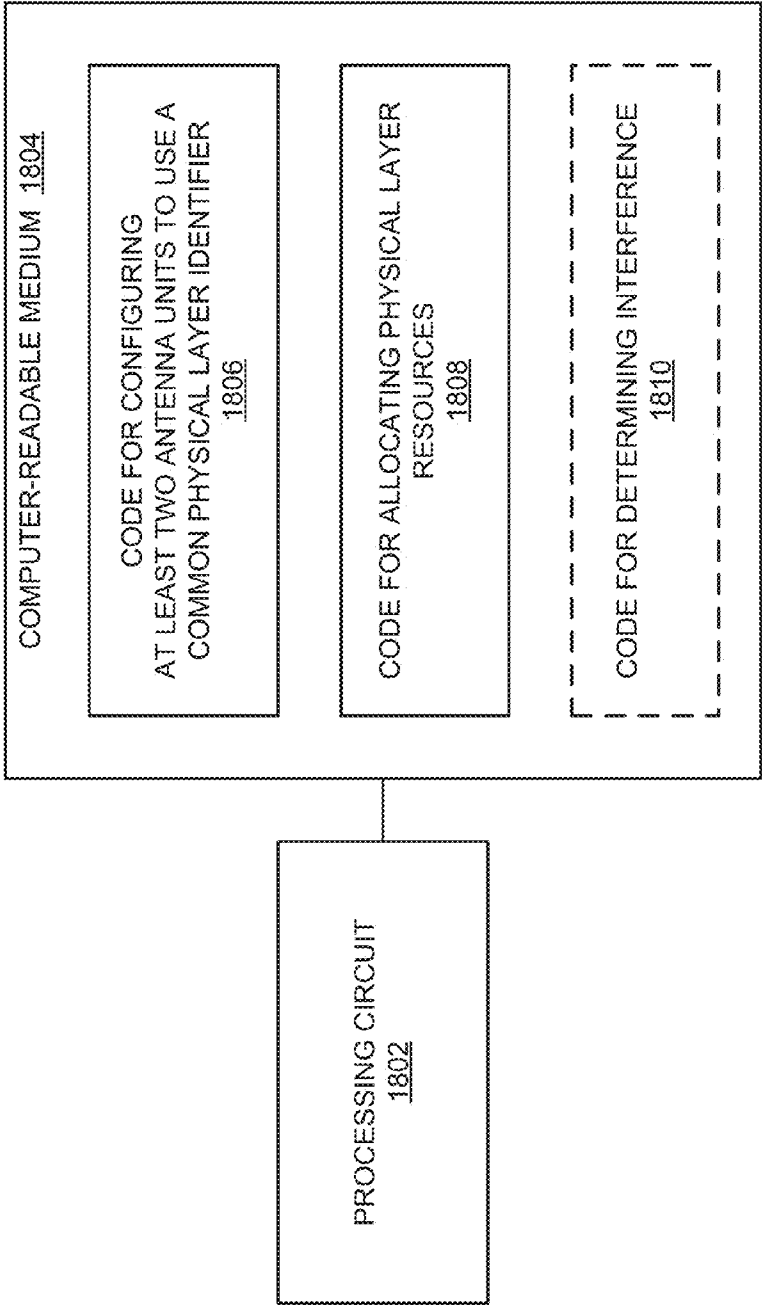 COMPUTER-READABLE MEDIUM 1804
CODE FOR CONFIGURING
AT LEAST TWO ANTENNA UNITS TO USE A
COMMON PHYSICAL LAYER IDENTIFIER
1806
CODE FOR ALLOCATING PHYSICAL LAYER
RESOURCES
1808
CODE FOR DETERMINING INTERFERENCE
1810
PROCESSING CIRCUIT
1802